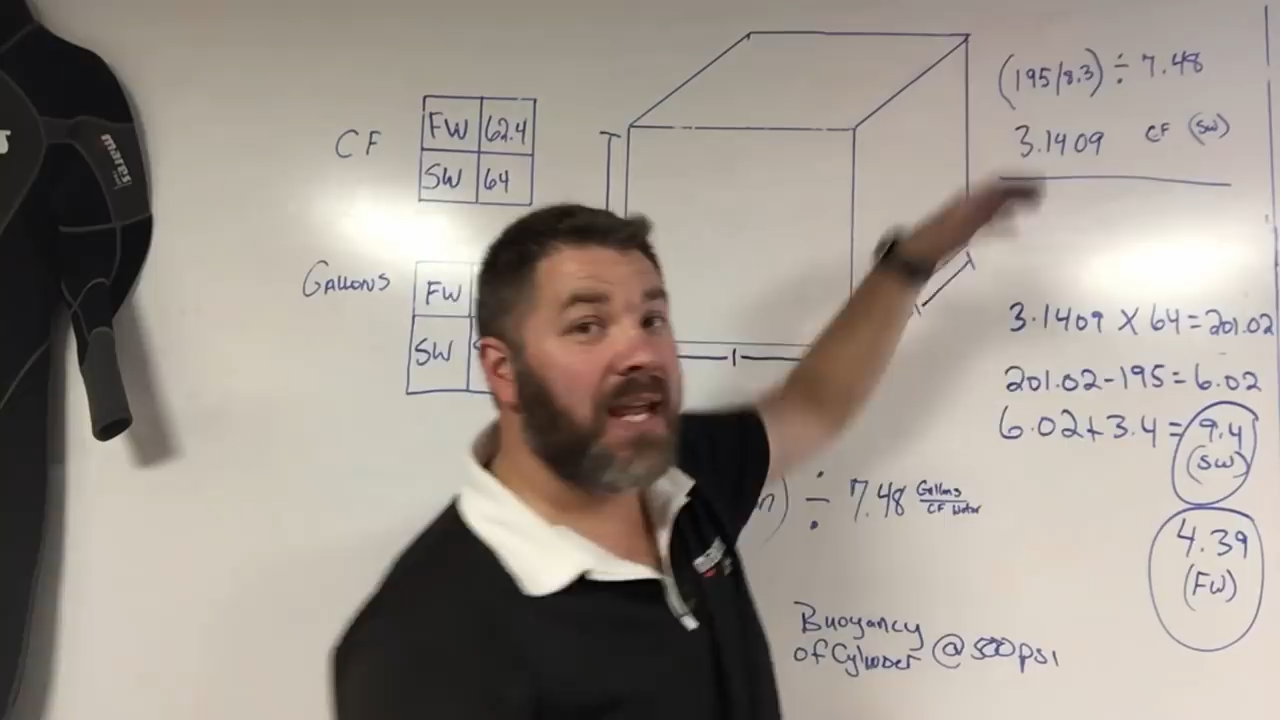 CF
FW 62.4
SW 64
GALLONS
FW
SW
(195/8.3) ÷ 7.48
3.1409 CF (SW)
3.1409 X 64 = 201.02
201.02 - 195 = 6.02
6.02 + 3.4 = 9.4
(SW)
4.39
(FW)
) ÷ 7.48 Gallons
CF Water
Buoyancy
of Cylinder @ 500psi
mares